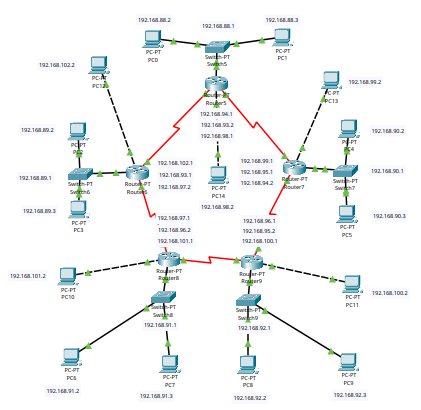 192.168.88.2
192.168.88.1
192.168.88.3
PC-PT
PC0
Switch-PT
Switch5
PC-PT
PC1
192.168.102.2
PC-PT
PC12
Router-PT
Router5
192.168.94.1
192.168.93.2
192.168.98.1
192.168.99.2
PC-PT
PC13
192.168.89.2
PC-PT
192.168.90.2
PC-PT
PC4
192.168.89.1
Switch-PT
Switch6
192.168.102.1
192.168.93.1
192.168.97.2
Router-PT
PC-PT
PC14
192.168.98.2
192.168.99.1
192.168.95.1
192.168.94.2
Router-PT
Router7
192.168.90.1
Switch-PT
Switch7
192.168.89.3
PC-PT
PC3
PC-PT
PC5
192.168.90.3
192.168.97.1
192.168.96.2
192.168.101.1
192.168.96.1
192.168.95.2
192.168.100.1
192.168.101.2
PC-PT
PC10
Router-PT
Router8
Router-PT
Router9
PC-PT
PC11
192.168.100.2
Switch-PT
Switch8
192.168.91.1
Switch-PT
Switch9
192.168.92.1
PC-PT
PC6
192.168.91.2
PC-PT
PC7
192.168.91.3
PC-PT
PC8
192.168.92.2
PC-PT
PC9
192.168.92.3